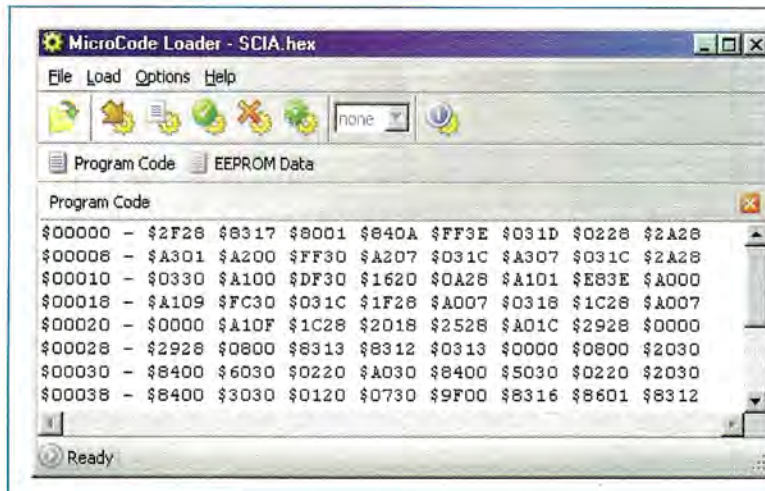 MicroCode Loader - SCIA.hex
File Load Options Help
none
Program Code EEPROM Data
Program Code
$00000 - $2F28 $8317 $8001 $840A $FF3E $031D $0228 $2A28
$00008 - $A301 $A200 $FF30 $A207 $031C $A307 $031C $2A28
$00010 - $0330 $A100 $DF30 $1620 $0A28 $A101 $E83E $A000
$00018 - $A109 $FC30 $031C $1F28 $A007 $0318 $1C28 $A007
$00020 - $0000 $A10F $1C28 $2018 $2528 $A01C $2928 $0000
$00028 - $2928 $0800 $8313 $8312 $0313 $0000 $0800 $2030
$00030 - $8400 $6030 $0220 $A030 $8400 $5030 $0220 $2030
$00038 - $8400 $3030 $0120 $0730 $9F00 $8316 $8601 $8312
Ready